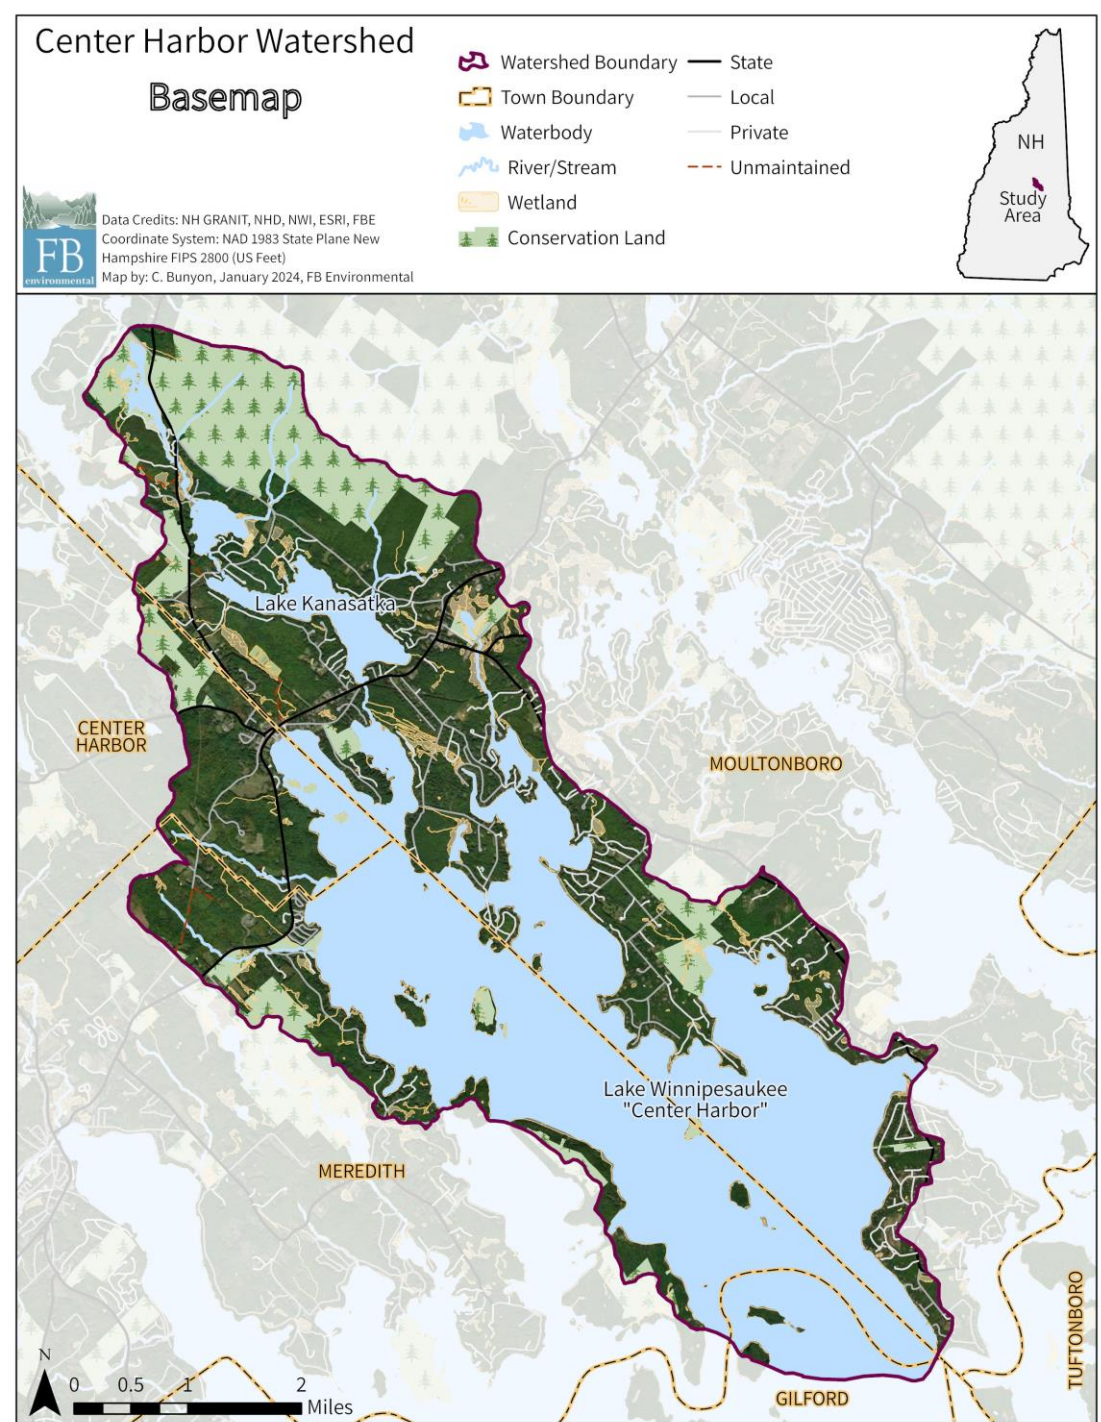 Center Harbor Watershed
Basemap
FB
environmental
Data Credits: NH GRANIT, NHD, NWI, ESRI, FBE
Coordinate System: NAD 1983 State Plane New
Hampshire FIPS 2800 (US Feet)
Map by: C. Bunyon, January 2024, FB Environmental
Watershed Boundary
Town Boundary
Waterbody
River/Stream
Wetland
Conservation Land
State
Local
Private
Unmaintained
NH
Study
Area
Lake Kanasatka
CENTER
HARBOR
MOULTONBORO
Lake Winnipesaukee
"Center Harbor"
MEREDITH
TUFTONBORO
GILFORD
N
0 0.5 1 2
Miles